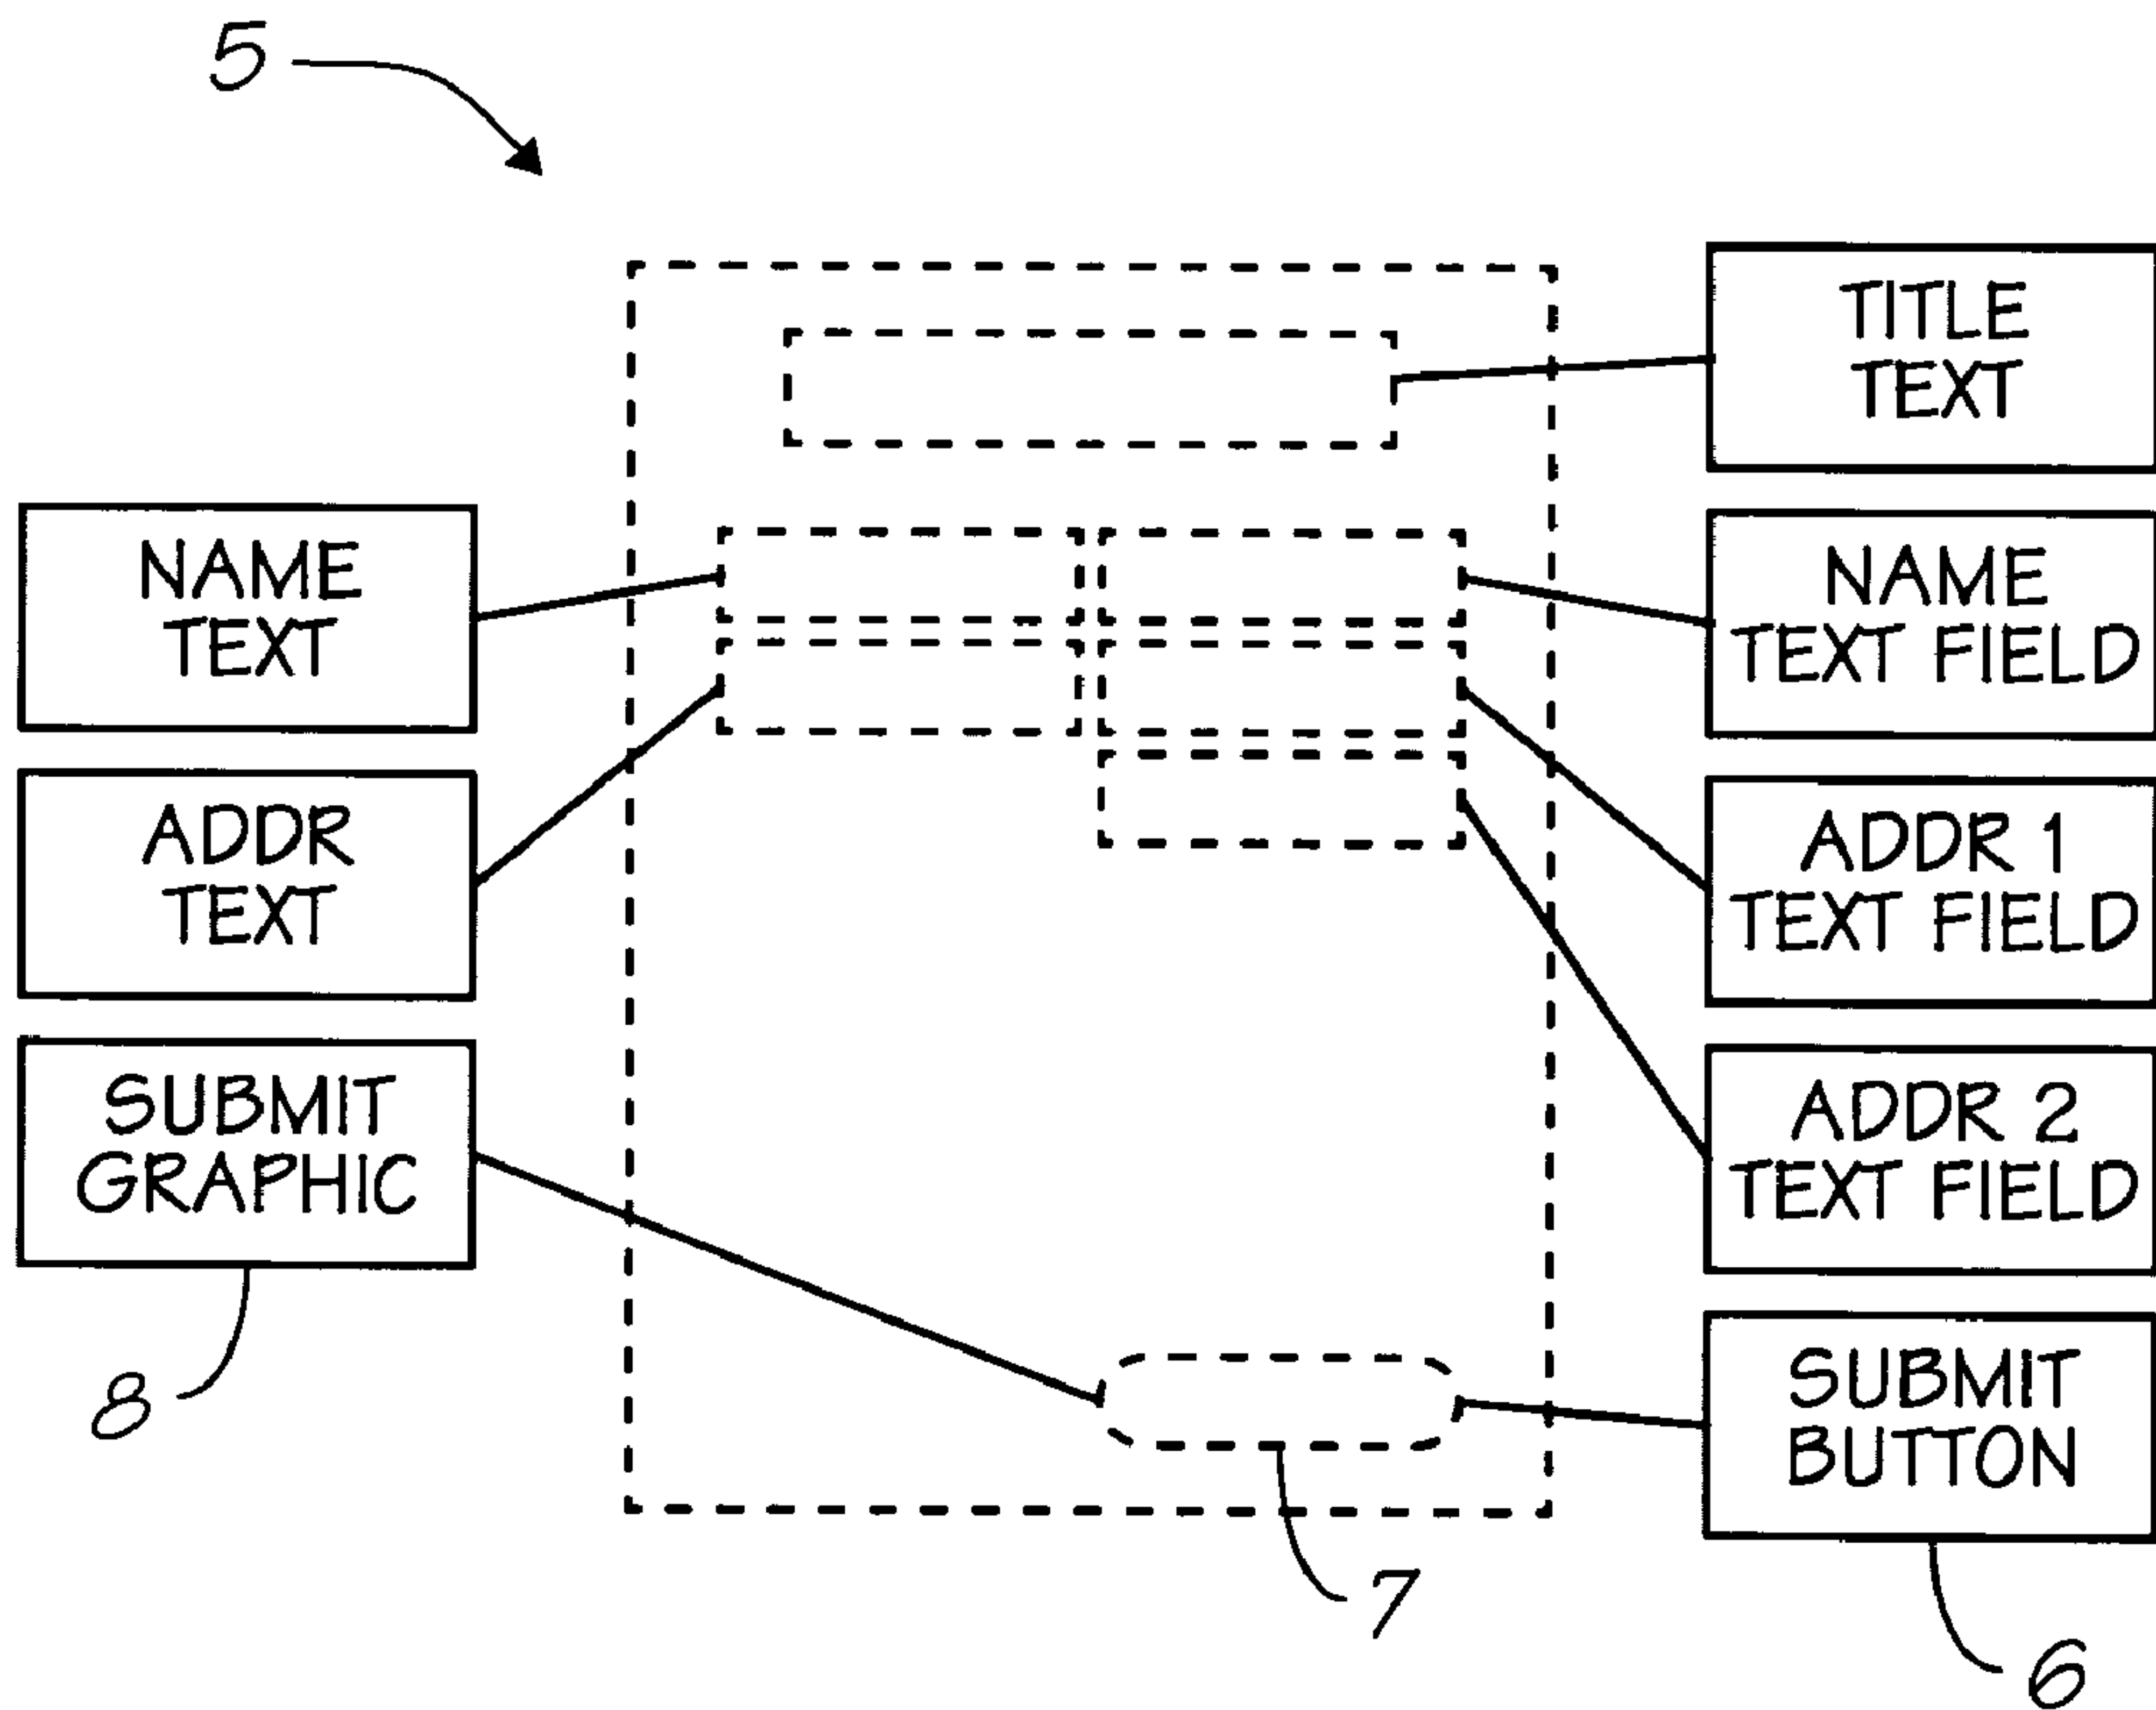 5
TITLE
TEXT
NAME
TEXT
NAME
TEXT FIELD
ADDR
TEXT
ADDR 1
TEXT FIELD
SUBMIT
GRAPHIC
ADDR 2
TEXT FIELD
SUBMIT
BUTTON
8
7
6